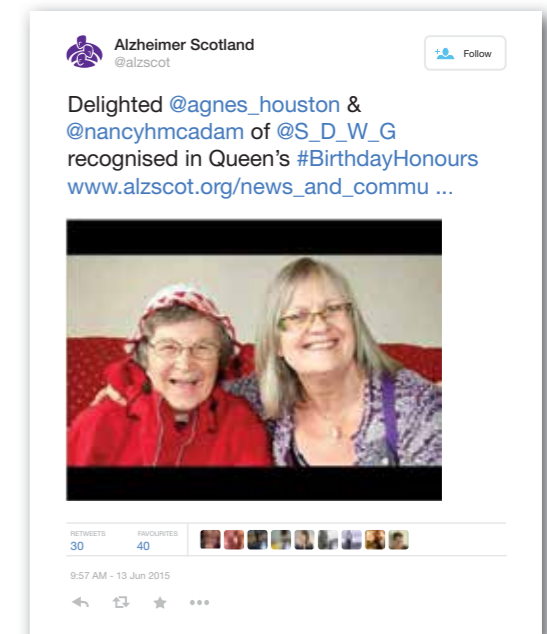 Alzheimer Scotland
@alzscot
Follow
Delighted @agnes_houston &
@nancyhmcadam of @S_D_W_G
recognised in Queen's #BirthdayHonours
www.alzscot.org/news_and_commu ...
RETWEETS FAVOURITES
30 40
9:57 AM - 13 Jun 2015